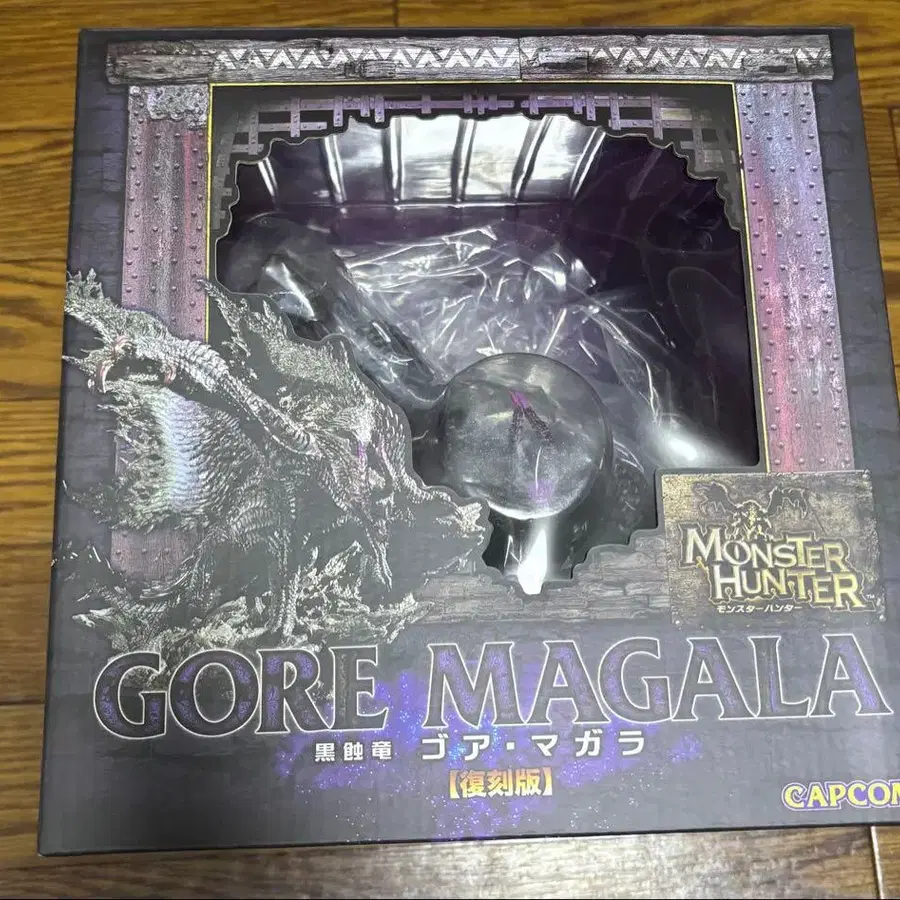 MONSTER
HUNTER™
モンスターハンター
GORE MAGALA
黒蝕竜 ゴア・マガラ
【復刻版】
CAPCOM